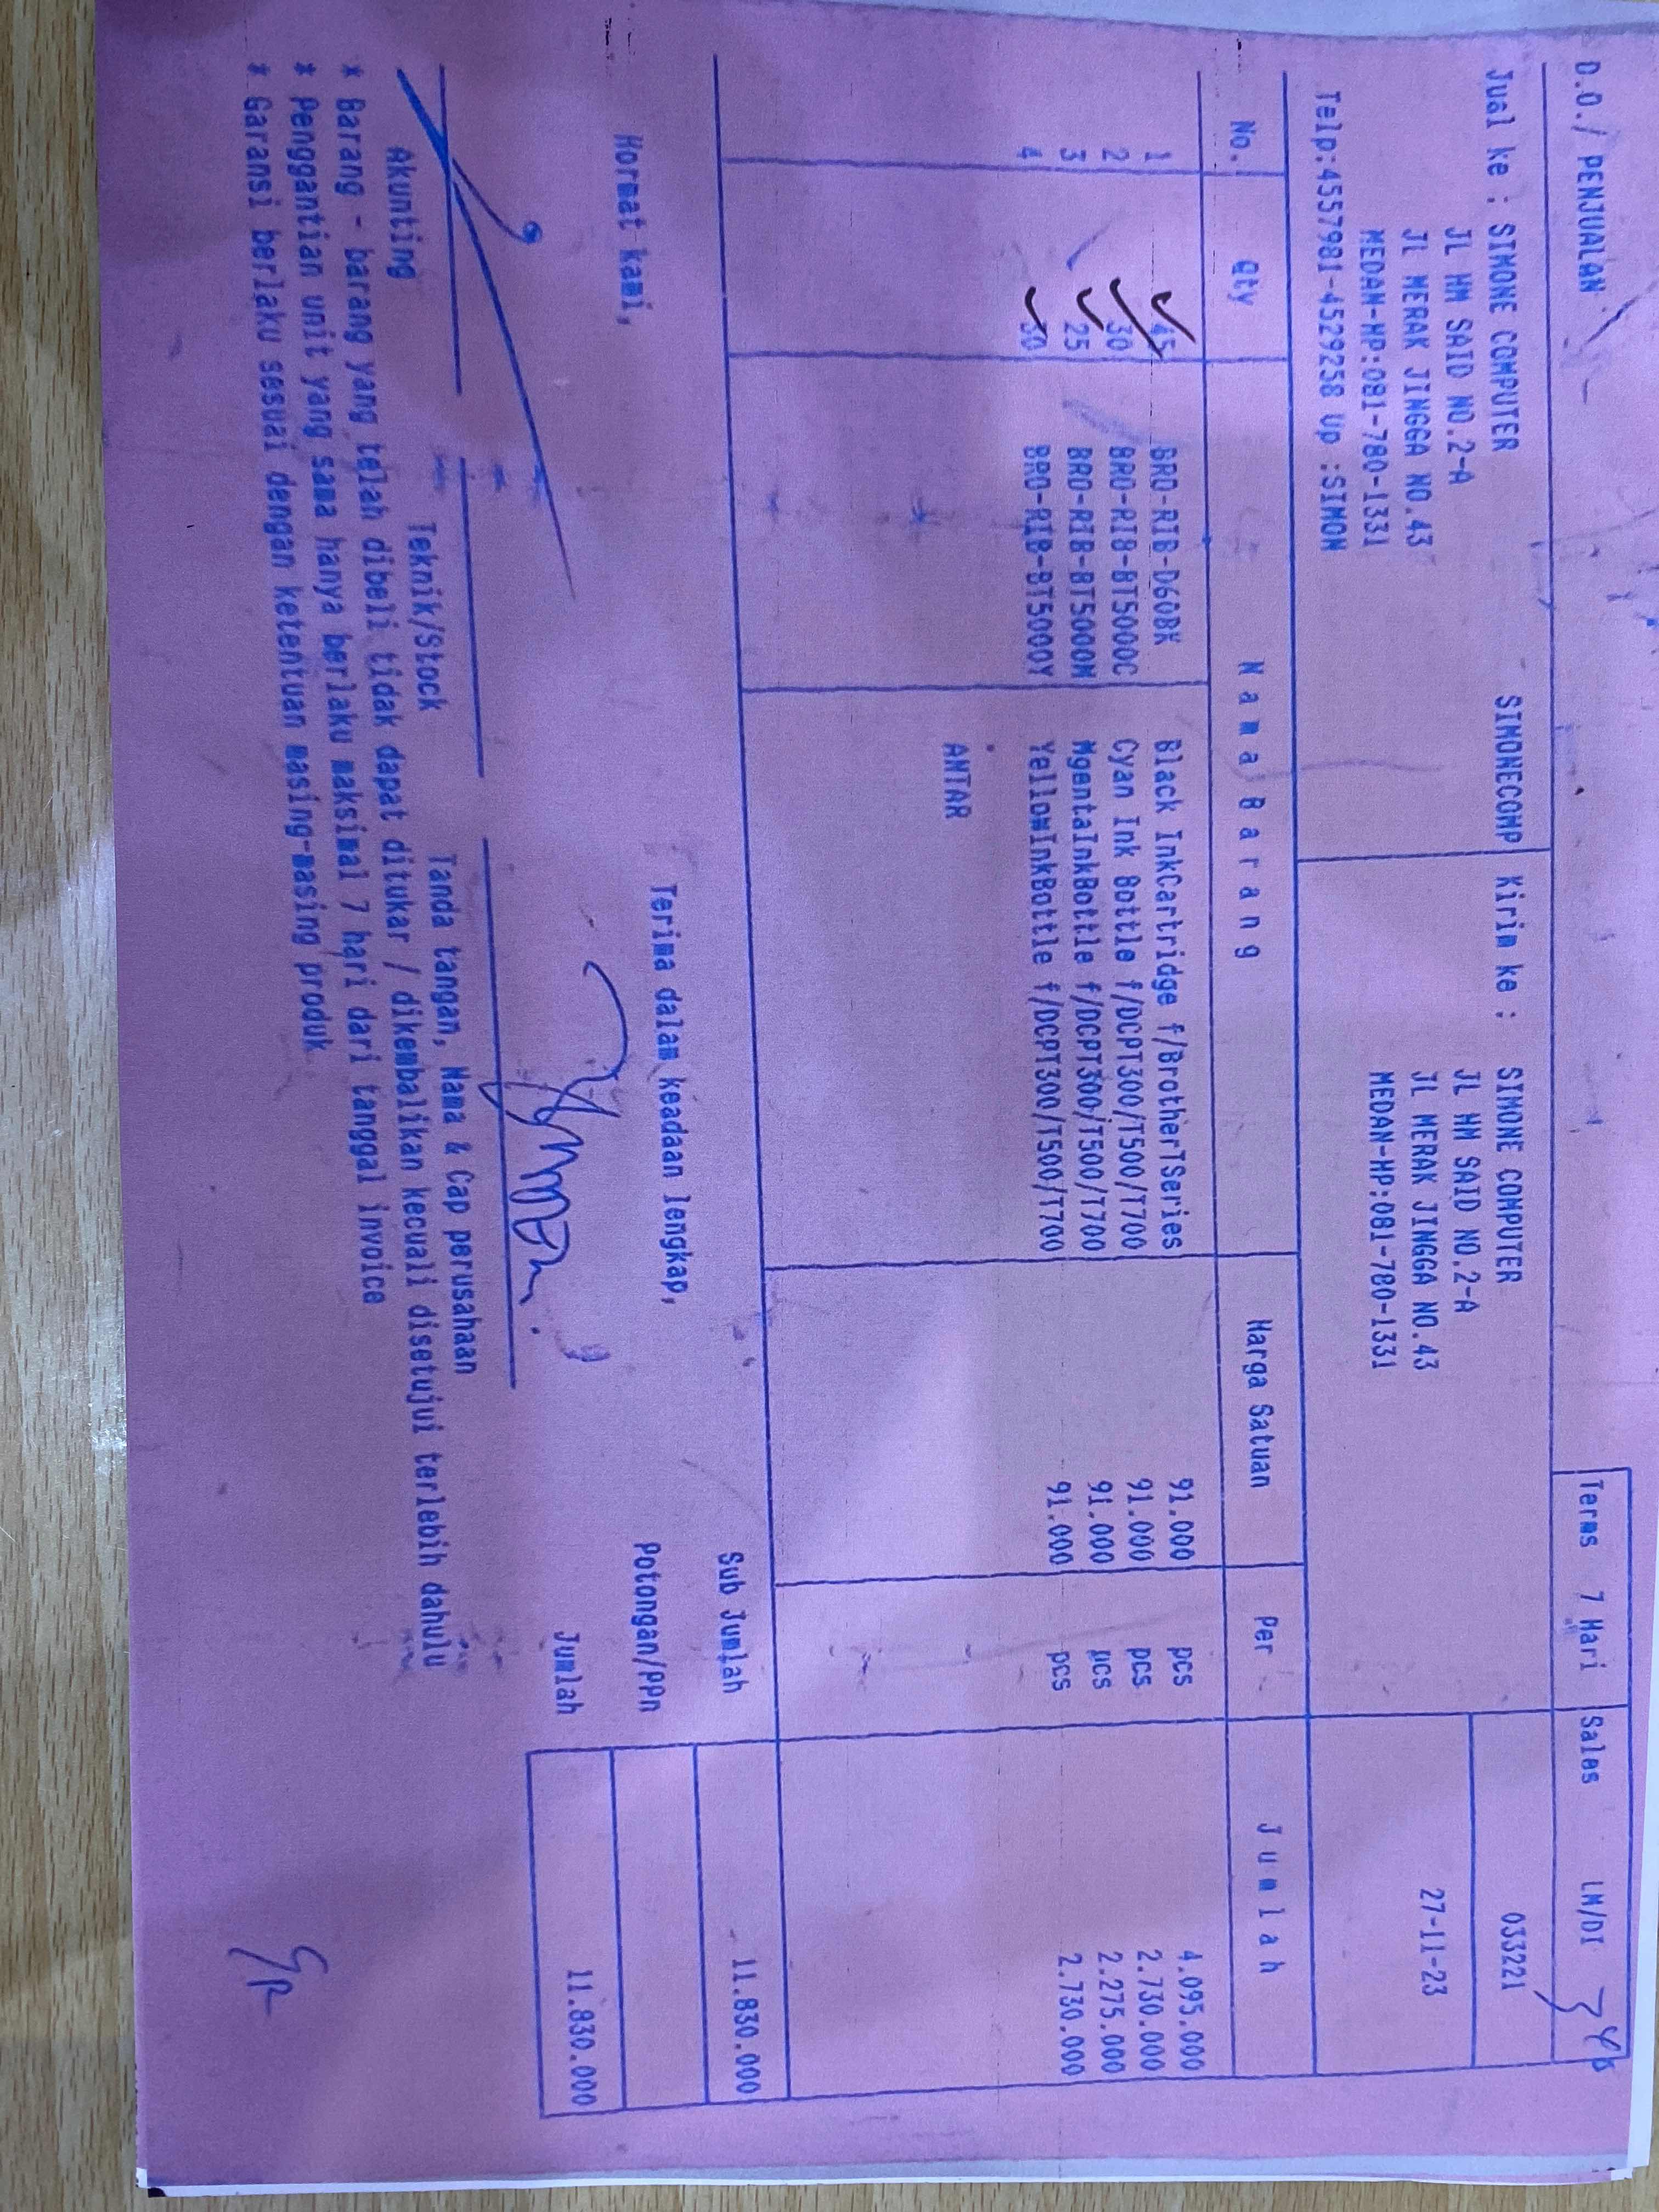 D.O./ PENJUALAN
Terms 7 Hari Sales LM/DI
Jual ke : SIMONE COMPUTER SIMONECOMP Kirim ke : SIMONE COMPUTER 033221
JL HM SAID NO.2-A JL HM SAID NO.2-A
JL MERAK JINGGA NO.43 JL MERAK JINGGA NO.43 27-11-23
MEDAN-HP:081-780-1331 MEDAN-HP:081-780-1331
Telp:4557981-4529258 Up :SIMON
No. Qty N a m a B a r a n g Harga Satuan Per J u m l a h
1 45 BRO-RIB-D60BK Black InkCartridge f/BrotherTSeries 91.000 pcs 4.095.000
2 30 BRO-RIB-BT5000C Cyan Ink Bottle f/DCPT300/T500/T700 91.000 pcs 2.730.000
3 25 BRO-RIB-BT5000M MgentaInkBottle f/DCPT300/T500/T700 91.000 pcs 2.275.000
4 30 BRO-RIB-BT5000Y YellowInkBottle f/DCPT300/T500/T700 91.000 pcs 2.730.000
ANTAR
Sub Jumlah 11.830.000
Hormat kami, Terima dalam keadaan lengkap, Potongan/PPn
Jumlah 11.830.000
Akunting Teknik/Stock Tanda tangan, Nama & Cap perusahaan
* Barang - barang yang telah dibeli tidak dapat ditukar / dikembalikan kecuali disetujui terlebih dahulu
* Penggantian unit yang sama hanya berlaku maksimal 7 hari dari tanggal invoice
* Garansi berlaku sesuai dengan ketentuan masing-masing produk